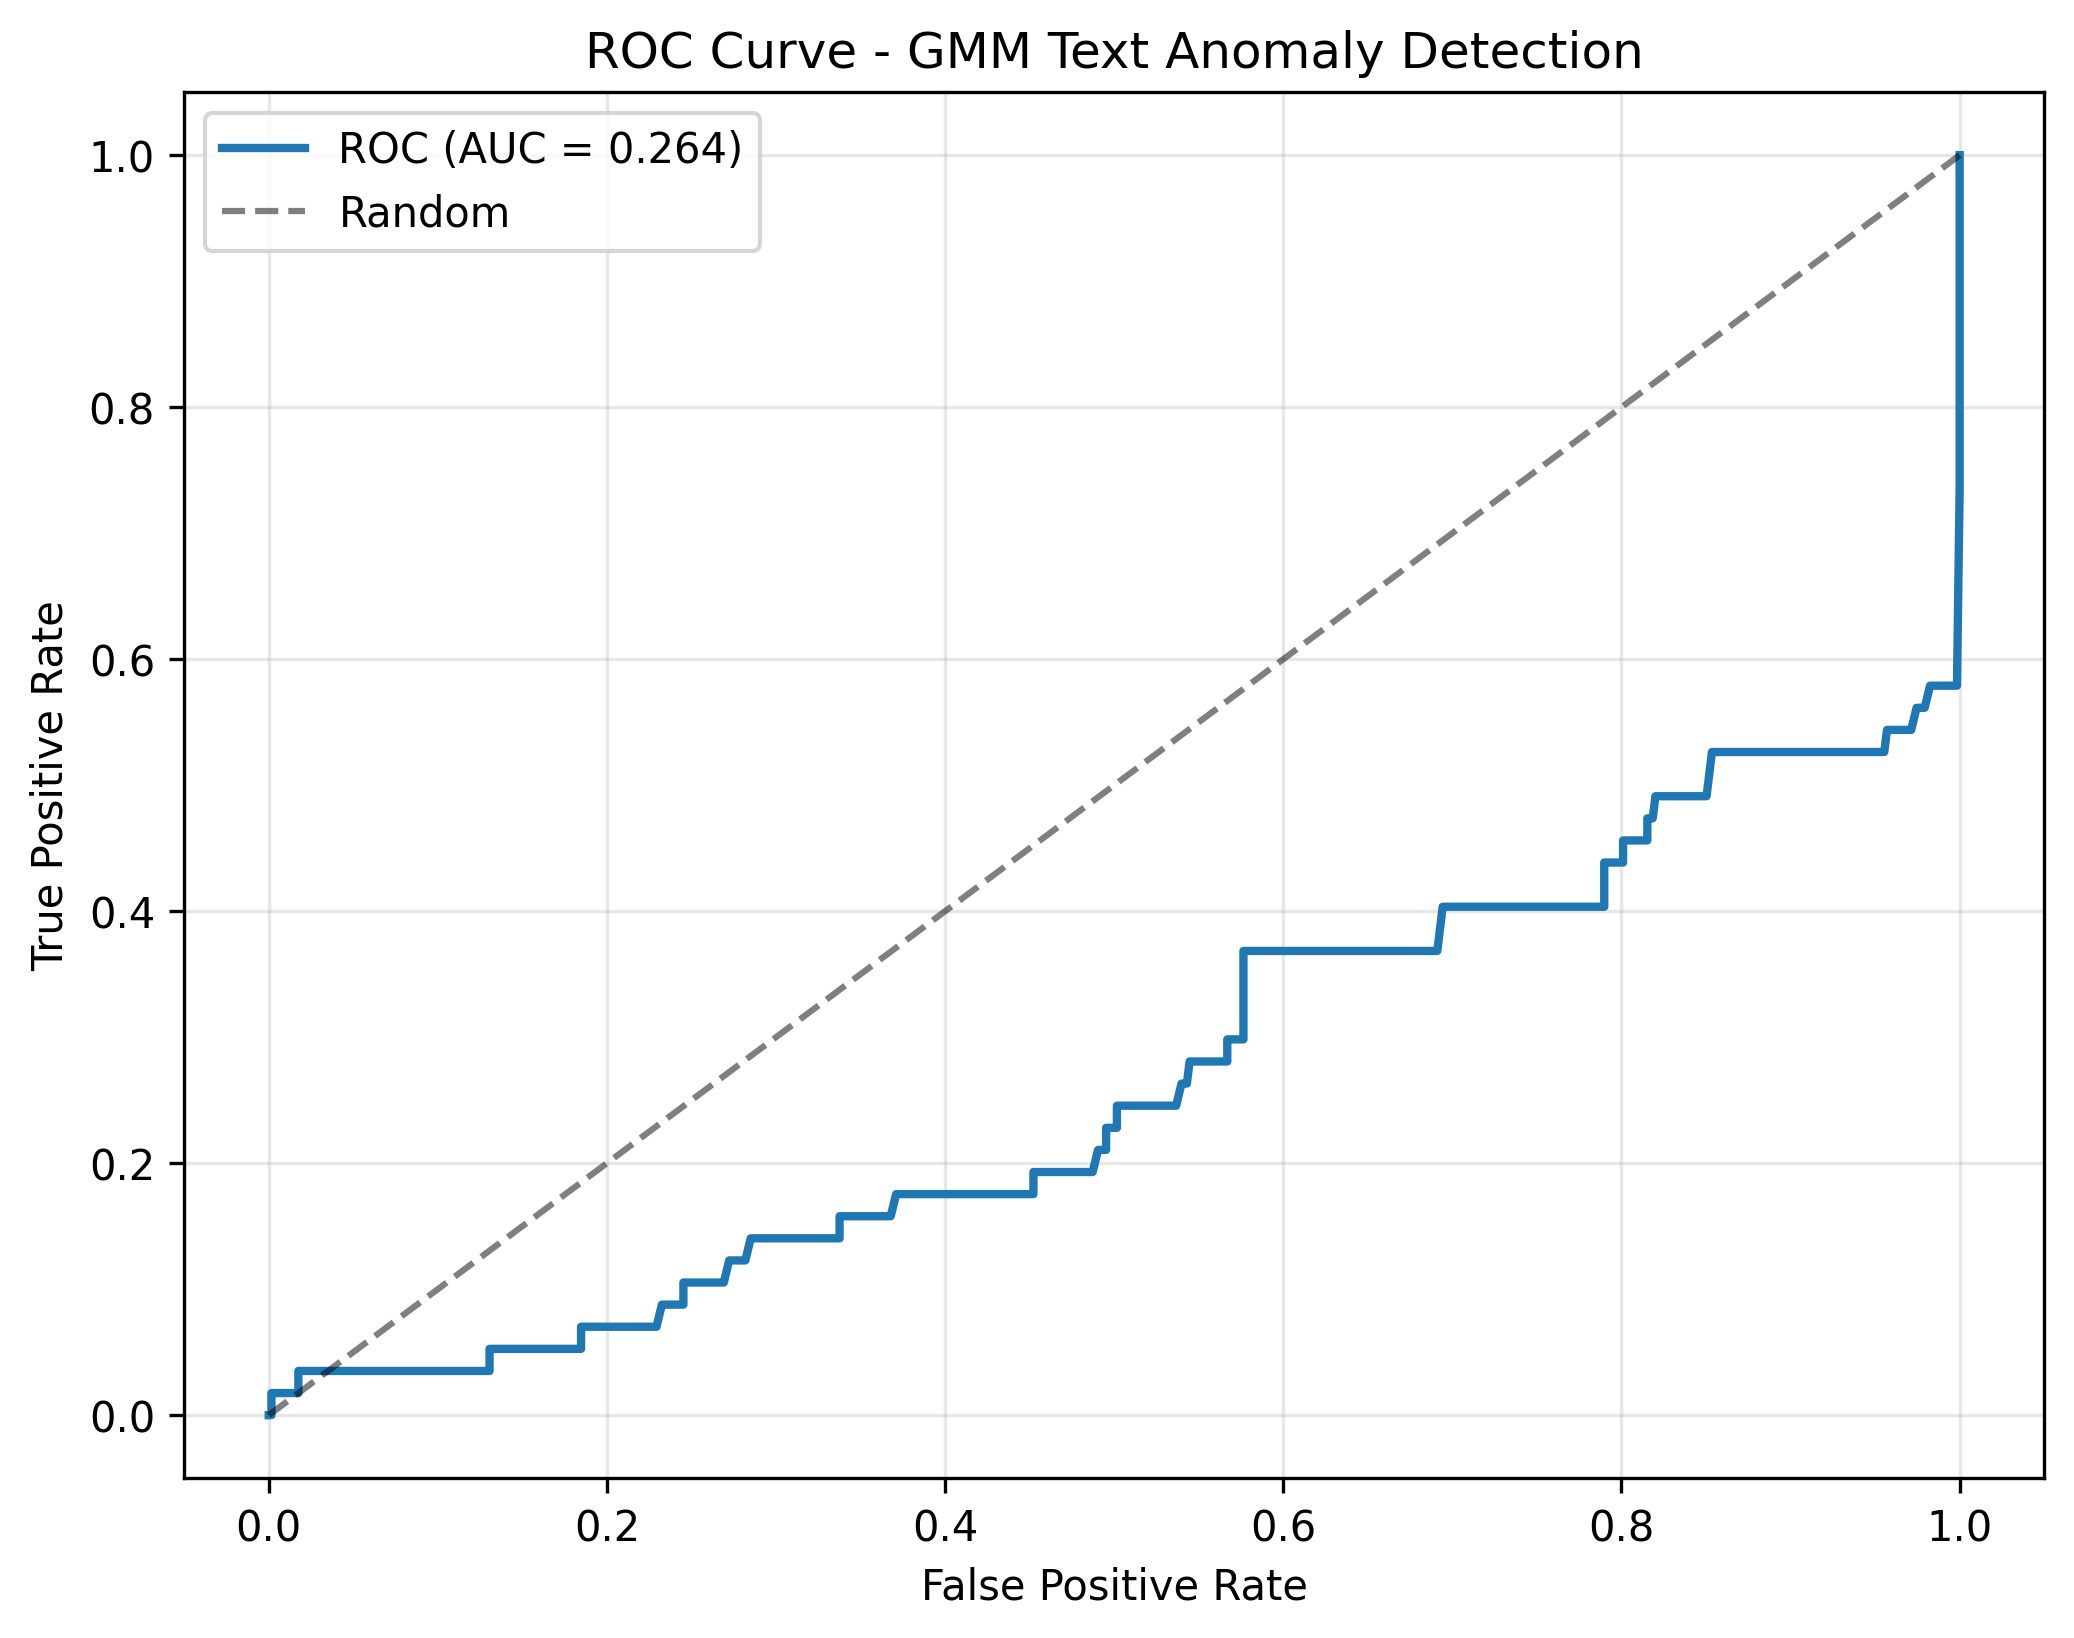 ROC Curve - GMM Text Anomaly Detection
ROC (AUC = 0.264)
Random
True Positive Rate
1.0
0.8
0.6
0.4
0.2
0.0
0.0 0.2 0.4 0.6 0.8 1.0
False Positive Rate